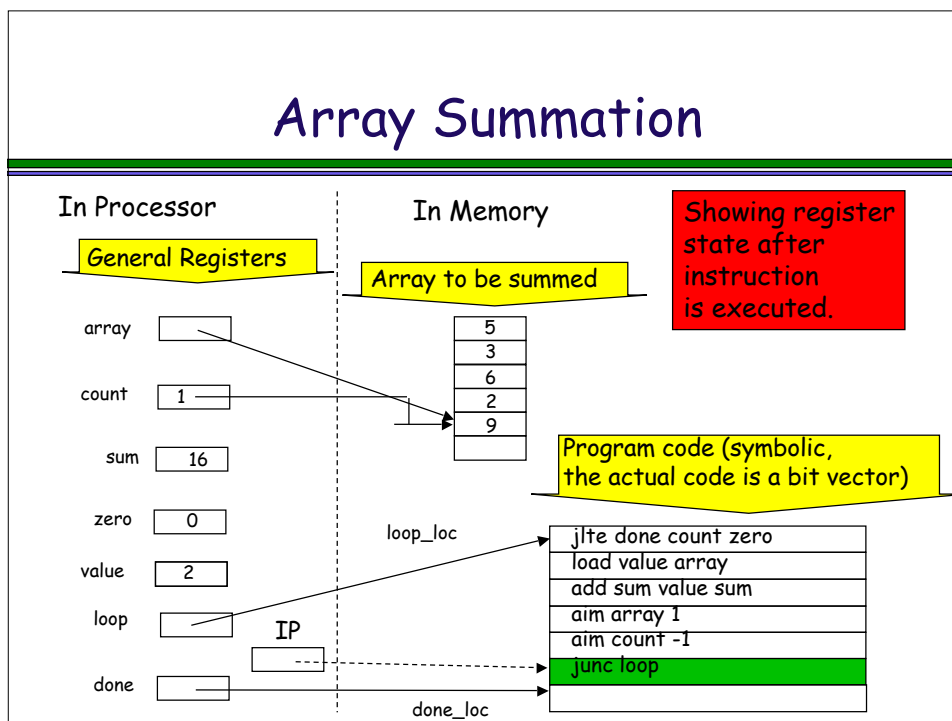 Array Summation
In Processor
In Memory
Showing register
state after
instruction
is executed.
General Registers
Array to be summed
array
5
3
6
2
9
count
1
sum
16
zero
0
value
2
loop
IP
done
loop_loc
done_loc
Program code (symbolic,
the actual code is a bit vector)
jlte done count zero
load value array
add sum value sum
aim array 1
aim count -1
junc loop